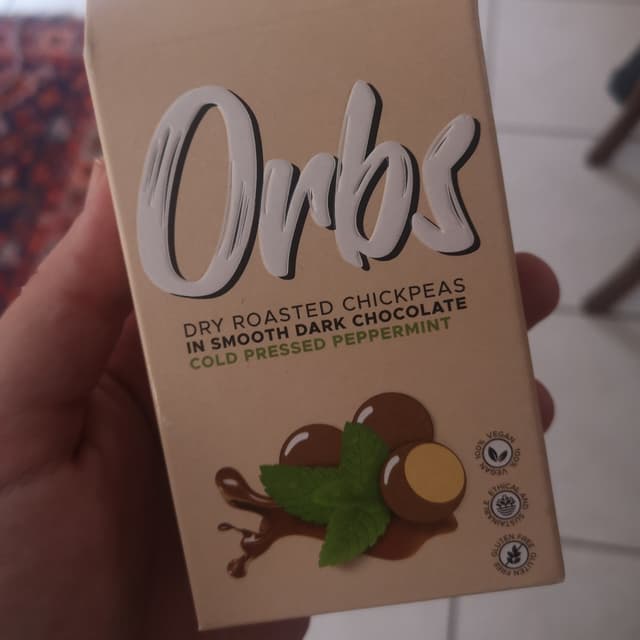 Orbs
DRY ROASTED CHICKPEAS
IN SMOOTH DARK CHOCOLATE
COLD PRESSED PEPPERMINT
100% VEGAN 100% VEGAN
ETHICAL AND SUSTAINABLE
GLUTEN FREE GLUTEN FREE